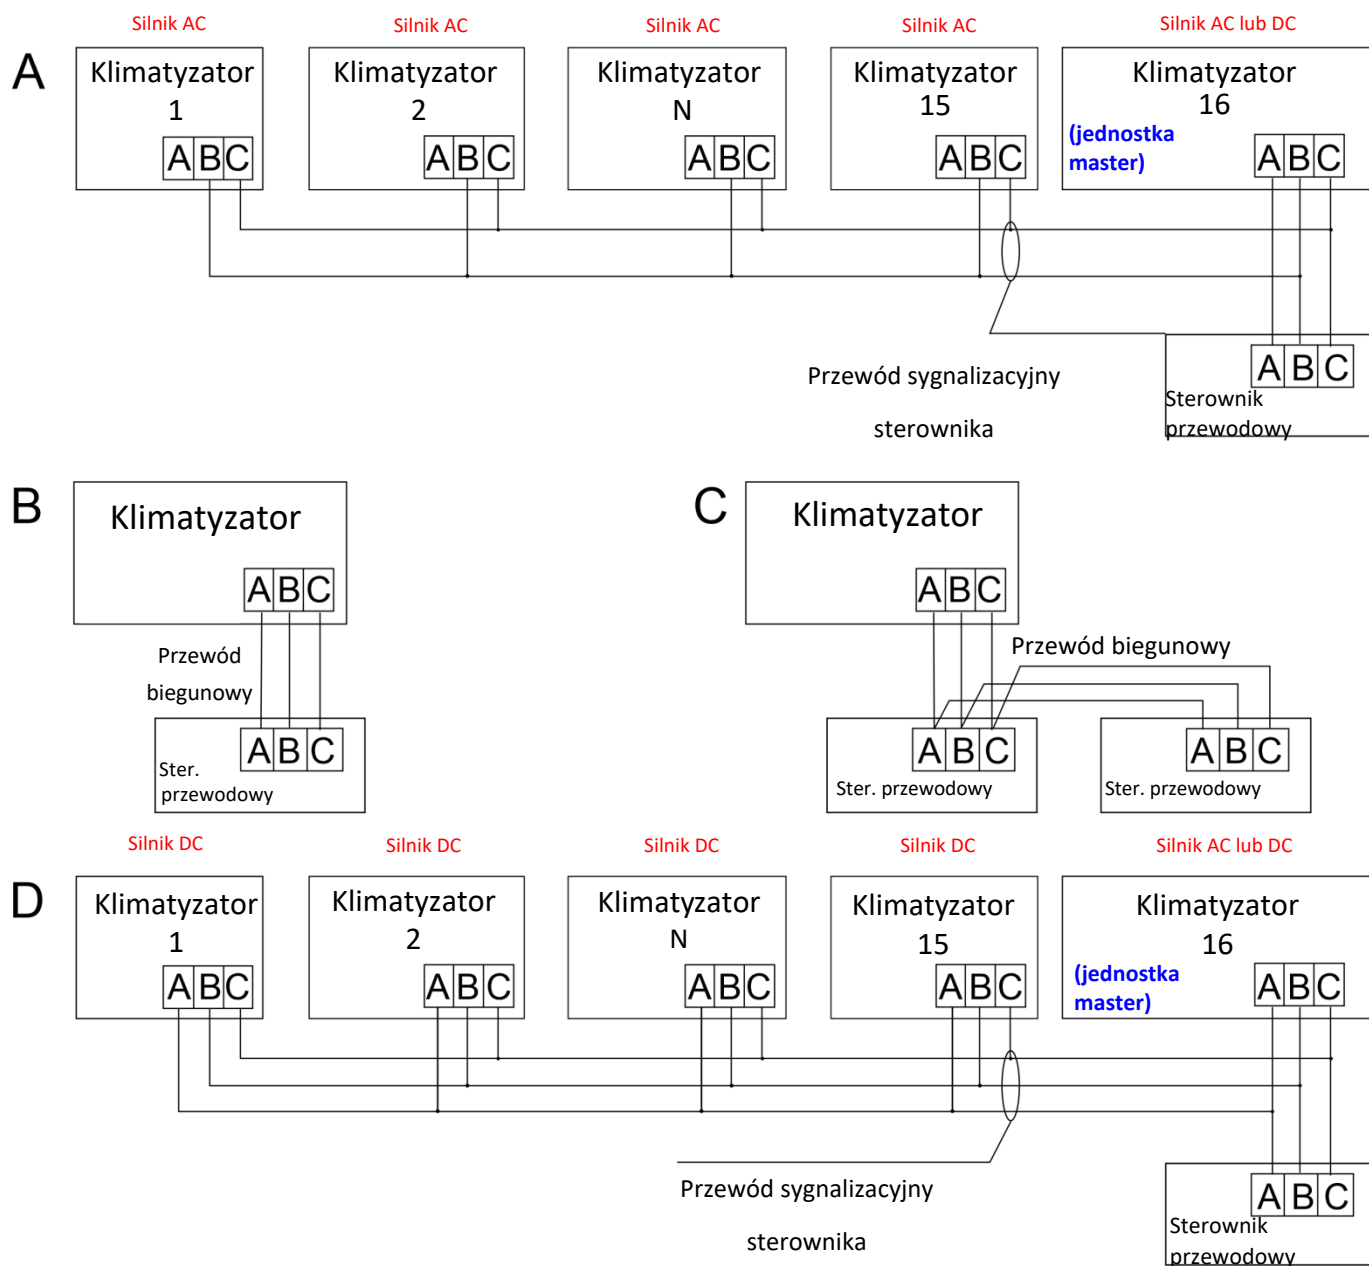 Silnik AC Silnik AC Silnik AC Silnik AC Silnik AC lub DC
A
Klimatyzator
1
A B C
Klimatyzator
2
A B C
Klimatyzator
N
A B C
Klimatyzator
15
A B C
Klimatyzator
16
(jednostka
master)
A B C
Przewód sygnalizacyjny
sterownika
A B C
Sterownik
przewodowy
B
Klimatyzator
A B C
Przewód
biegunowy
A B C
Ster.
przewodowy
C
Klimatyzator
A B C
Przewód biegunowy
A B C
Ster. przewodowy
A B C
Ster. przewodowy
Silnik DC Silnik DC Silnik DC Silnik DC Silnik AC lub DC
D
Klimatyzator
1
A B C
Klimatyzator
2
A B C
Klimatyzator
N
A B C
Klimatyzator
15
A B C
Klimatyzator
16
(jednostka
master)
A B C
Przewód sygnalizacyjny
sterownika
A B C
Sterownik
przewodowy